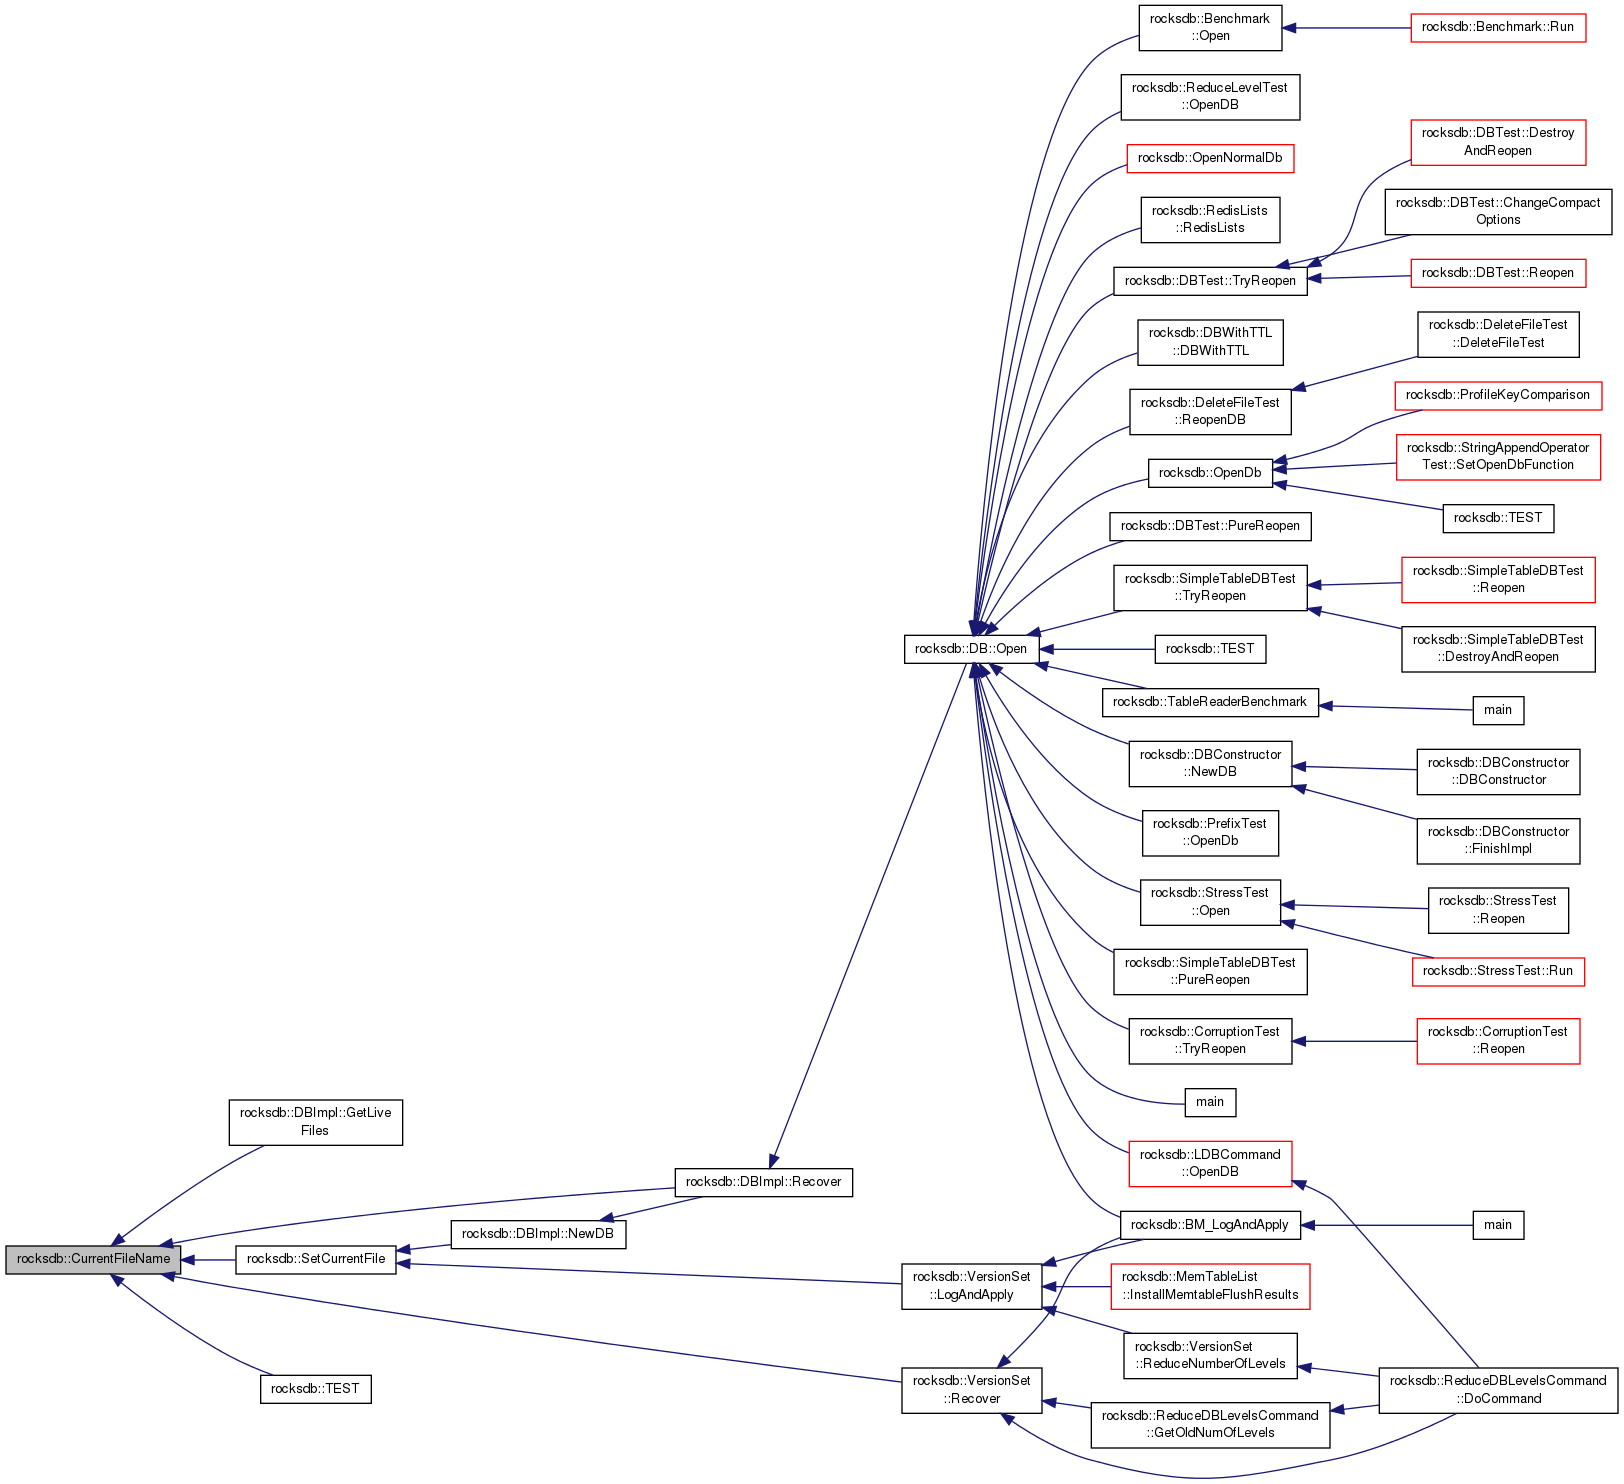 rocksdb::Benchmark
::Open
rocksdb::Benchmark::Run
rocksdb::ReduceLevelTest
::OpenDB
rocksdb::DBTest::Destroy
AndReopen
rocksdb::OpenNormalDb
rocksdb::DBTest::ChangeCompact
Options
rocksdb::RedisLists
::RedisLists
rocksdb::DBTest::TryReopen
rocksdb::DBTest::Reopen
rocksdb::DBWithTTL
::DBWithTTL
rocksdb::DeleteFileTest
::DeleteFileTest
rocksdb::DeleteFileTest
::ReopenDB
rocksdb::ProfileKeyComparison
rocksdb::StringAppendOperator
Test::SetOpenDbFunction
rocksdb::OpenDb
rocksdb::TEST
rocksdb::DBTest::PureReopen
rocksdb::SimpleTableDBTest
::TryReopen
rocksdb::SimpleTableDBTest
::Reopen
rocksdb::DB::Open
rocksdb::TEST
rocksdb::SimpleTableDBTest
::DestroyAndReopen
rocksdb::TableReaderBenchmark
main
rocksdb::DBConstructor
::NewDB
rocksdb::DBConstructor
::DBConstructor
rocksdb::PrefixTest
::OpenDb
rocksdb::DBConstructor
::FinishImpl
rocksdb::StressTest
::Open
rocksdb::StressTest
::Reopen
rocksdb::SimpleTableDBTest
::PureReopen
rocksdb::StressTest::Run
rocksdb::CorruptionTest
::TryReopen
rocksdb::CorruptionTest
::Reopen
main
rocksdb::DBImpl::GetLive
Files
rocksdb::LDBCommand
::OpenDB
rocksdb::DBImpl::Recover
rocksdb::BM_LogAndApply
main
rocksdb::DBImpl::NewDB
rocksdb::CurrentFileName
rocksdb::SetCurrentFile
rocksdb::VersionSet
::LogAndApply
rocksdb::MemTableList
::InstallMemtableFlushResults
rocksdb::VersionSet
::ReduceNumberOfLevels
rocksdb::TEST
rocksdb::VersionSet
::Recover
rocksdb::ReduceDBLevelsCommand
::DoCommand
rocksdb::ReduceDBLevelsCommand
::GetOldNumOfLevels